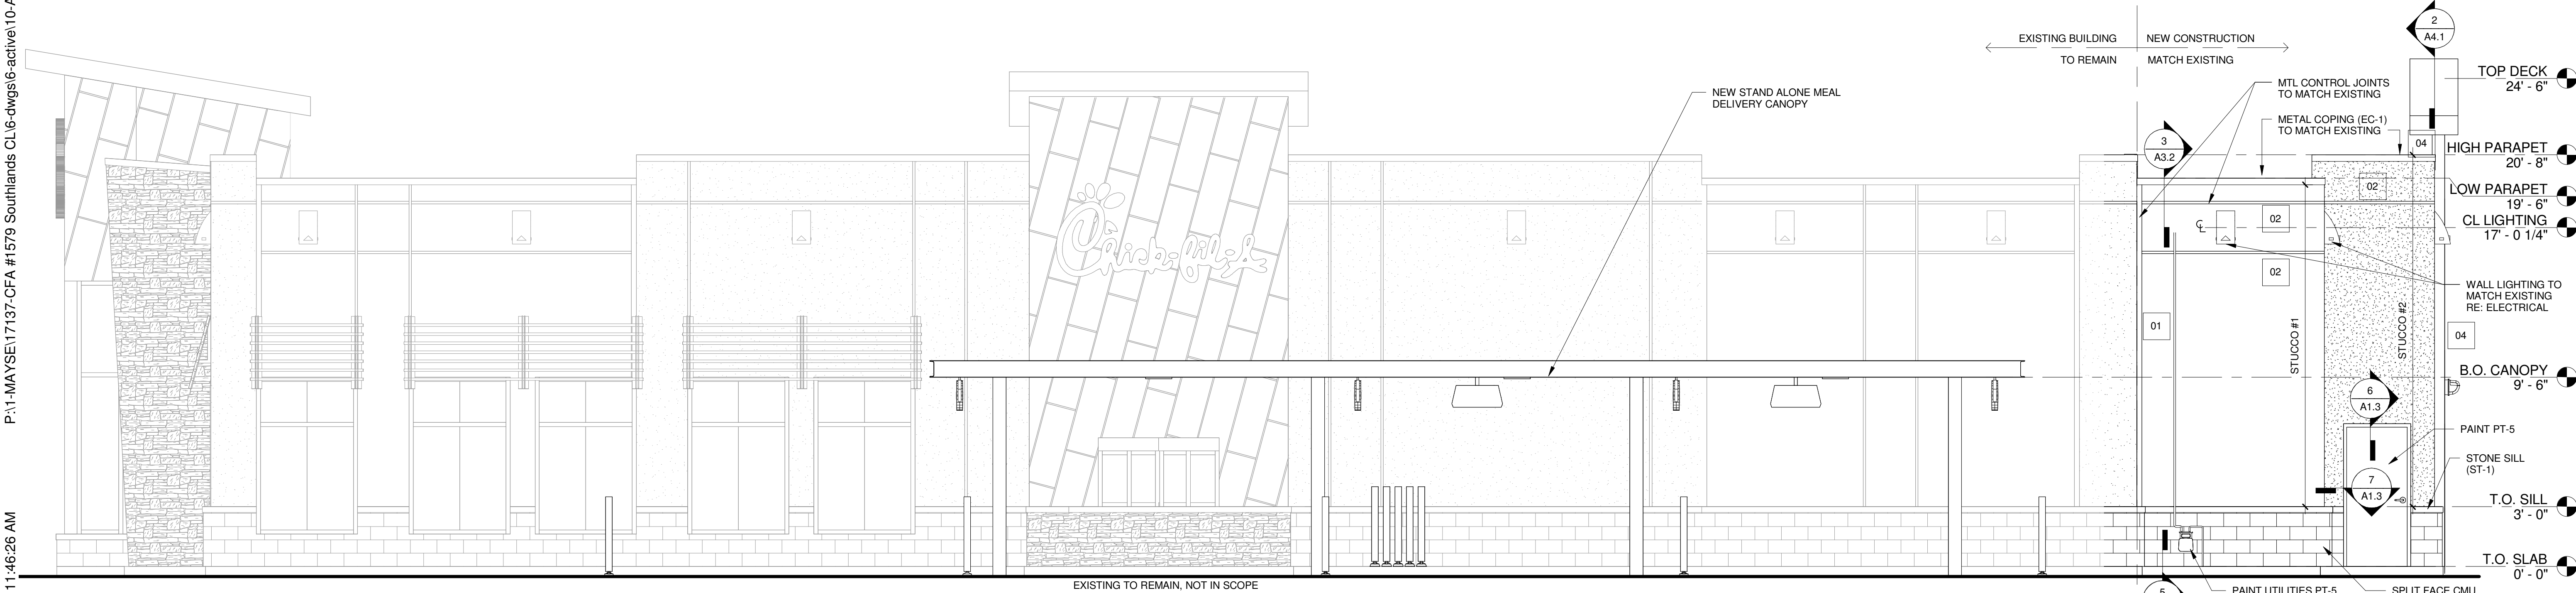 P:\1-MAYSE\17137-CFA #1579 Southlands CL\6-dwgs\6-active\10-A
11:46:26 AM
Chick-fil-A
NEW STAND ALONE MEAL
DELIVERY CANOPY
EXISTING BUILDING
TO REMAIN
NEW CONSTRUCTION
MATCH EXISTING
2
A4.1
MTL CONTROL JOINTS
TO MATCH EXISTING
METAL COPING (EC-1)
TO MATCH EXISTING
3
A3.2
04
02
02
02
CL
01
STUCCO #1
STUCCO #2
04
WALL LIGHTING TO
MATCH EXISTING
RE: ELECTRICAL
6
A1.3
PAINT PT-5
STONE SILL
(ST-1)
7
A1.3
TOP DECK
24' - 6"
HIGH PARAPET
20' - 8"
LOW PARAPET
19' - 6"
CL LIGHTING
17' - 0 1/4"
B.O. CANOPY
9' - 6"
T.O. SILL
3' - 0"
T.O. SLAB
0' - 0"
EXISTING TO REMAIN, NOT IN SCOPE
5
PAINT UTILITIES PT-5
SPLIT FACE CMU